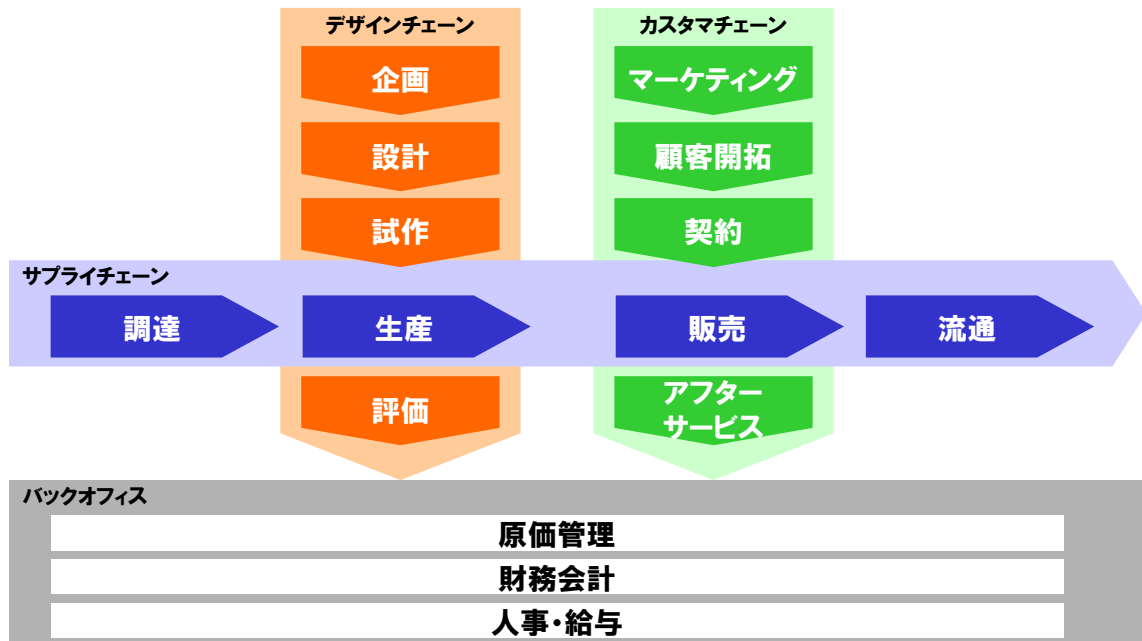 デザインチェーン
企画
設計
試作
カスタマチェーン
マーケティング
顧客開拓
契約
サプライチェーン
調達
生産
販売
流通
評価
アフター
サービス
バックオフィス
原価管理
財務会計
人事・給与